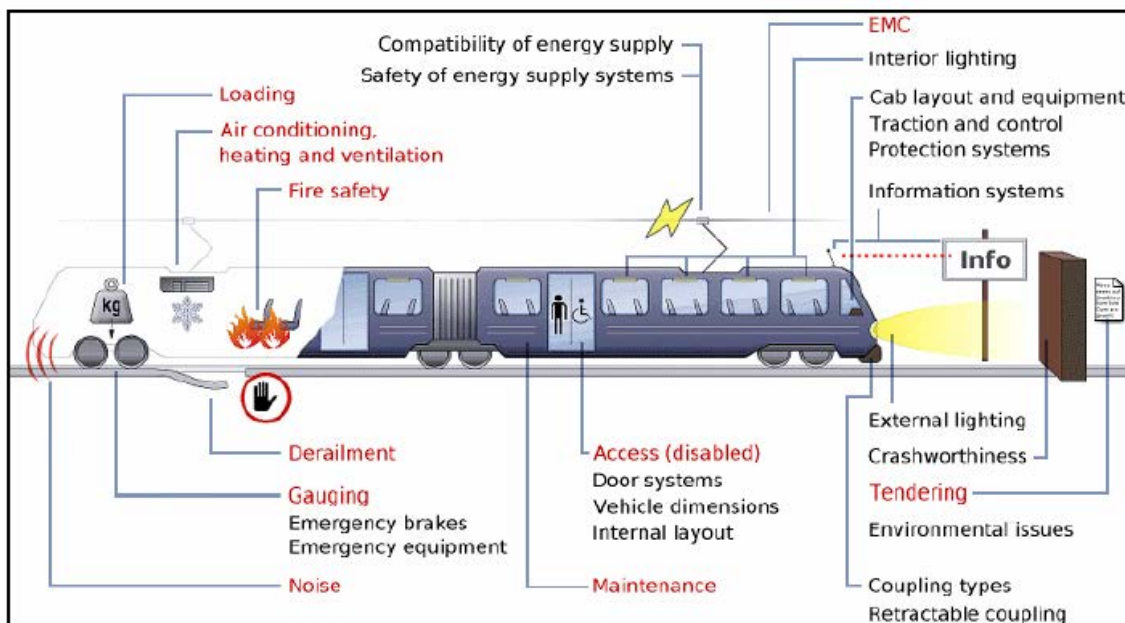 Compatibility of energy supply
Safety of energy supply systems
EMC
Interior lighting
Cab layout and equipment
Traction and control
Protection systems
Information systems
Loading
Air conditioning,
heating and ventilation
Fire safety
kg
Info
Derailment
Gauging
Emergency brakes
Emergency equipment
Noise
Access (disabled)
Door systems
Vehicle dimensions
Internal layout
Maintenance
External lighting
Crashworthiness
Tendering
Environmental issues
Coupling types
Retractable coupling